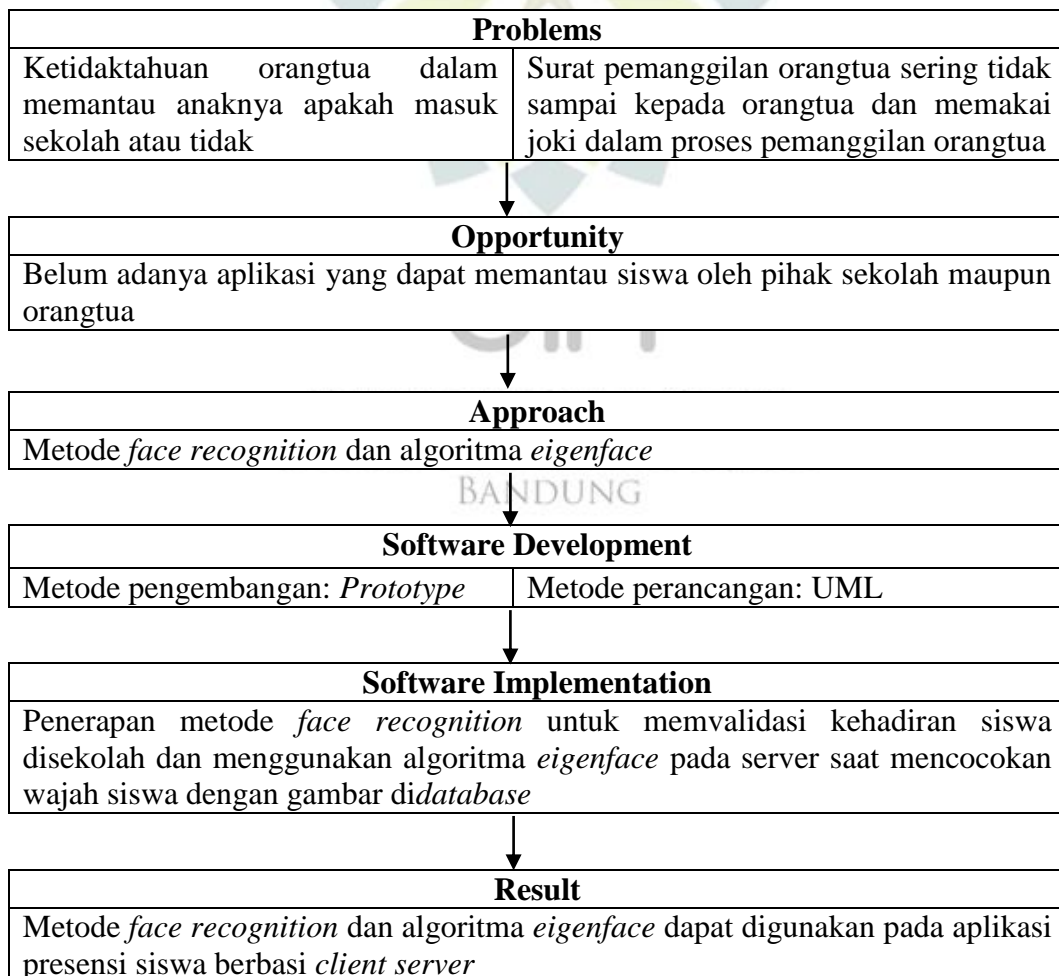 Problems
Ketidaktahuan orangtua dalam
memantau anaknya apakah masuk
sekolah atau tidak
Surat pemanggilan orangtua sering tidak
sampai kepada orangtua dan memakai
joki dalam proses pemanggilan orangtua
Opportunity
Belum adanya aplikasi yang dapat memantau siswa oleh pihak sekolah maupun
orangtua
Approach
Metode face recognition dan algoritma eigenface
BANDUNG
Software Development
Metode pengembangan: Prototype
Metode perancangan: UML
Software Implementation
Penerapan metode face recognition untuk memvalidasi kehadiran siswa
disekolah dan menggunakan algoritma eigenface pada server saat mencocokan
wajah siswa dengan gambar didatabase
Result
Metode face recognition dan algoritma eigenface dapat digunakan pada aplikasi
presensi siswa berbasi client server